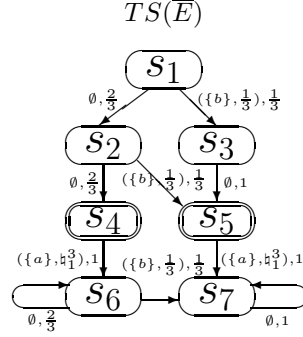 TS(E̅)
s₁
∅,⅔ ({b},⅓),⅓
s₂ s₃
∅,⅔ ({b},⅓),⅓ ∅,1
s₄ s₅
({a},♮₁³),1 ({b},⅓),⅓ ({a},♮₁³),1
s₆ s₇
∅,⅔ ∅,1